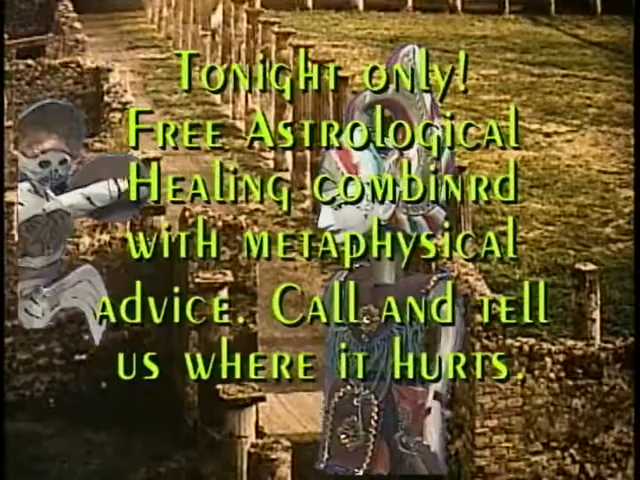 Tonight only!
Free Astrological
Healing combinrd
with metaphysical
advice. Call and tell
us where it hurts.